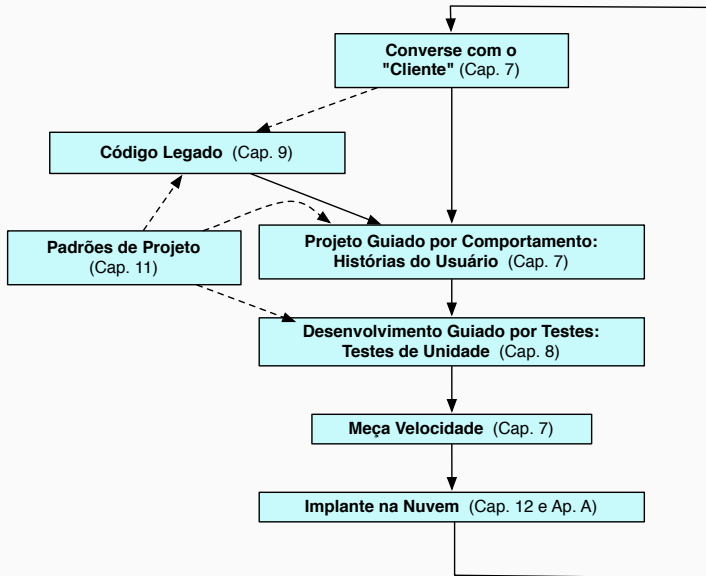 Converse com o
"Cliente" (Cap. 7)
Código Legado (Cap. 9)
Padrões de Projeto
(Cap. 11)
Projeto Guiado por Comportamento:
Histórias do Usuário (Cap. 7)
Desenvolvimento Guiado por Testes:
Testes de Unidade (Cap. 8)
Meça Velocidade (Cap. 7)
Implante na Nuvem (Cap. 12 e Ap. A)